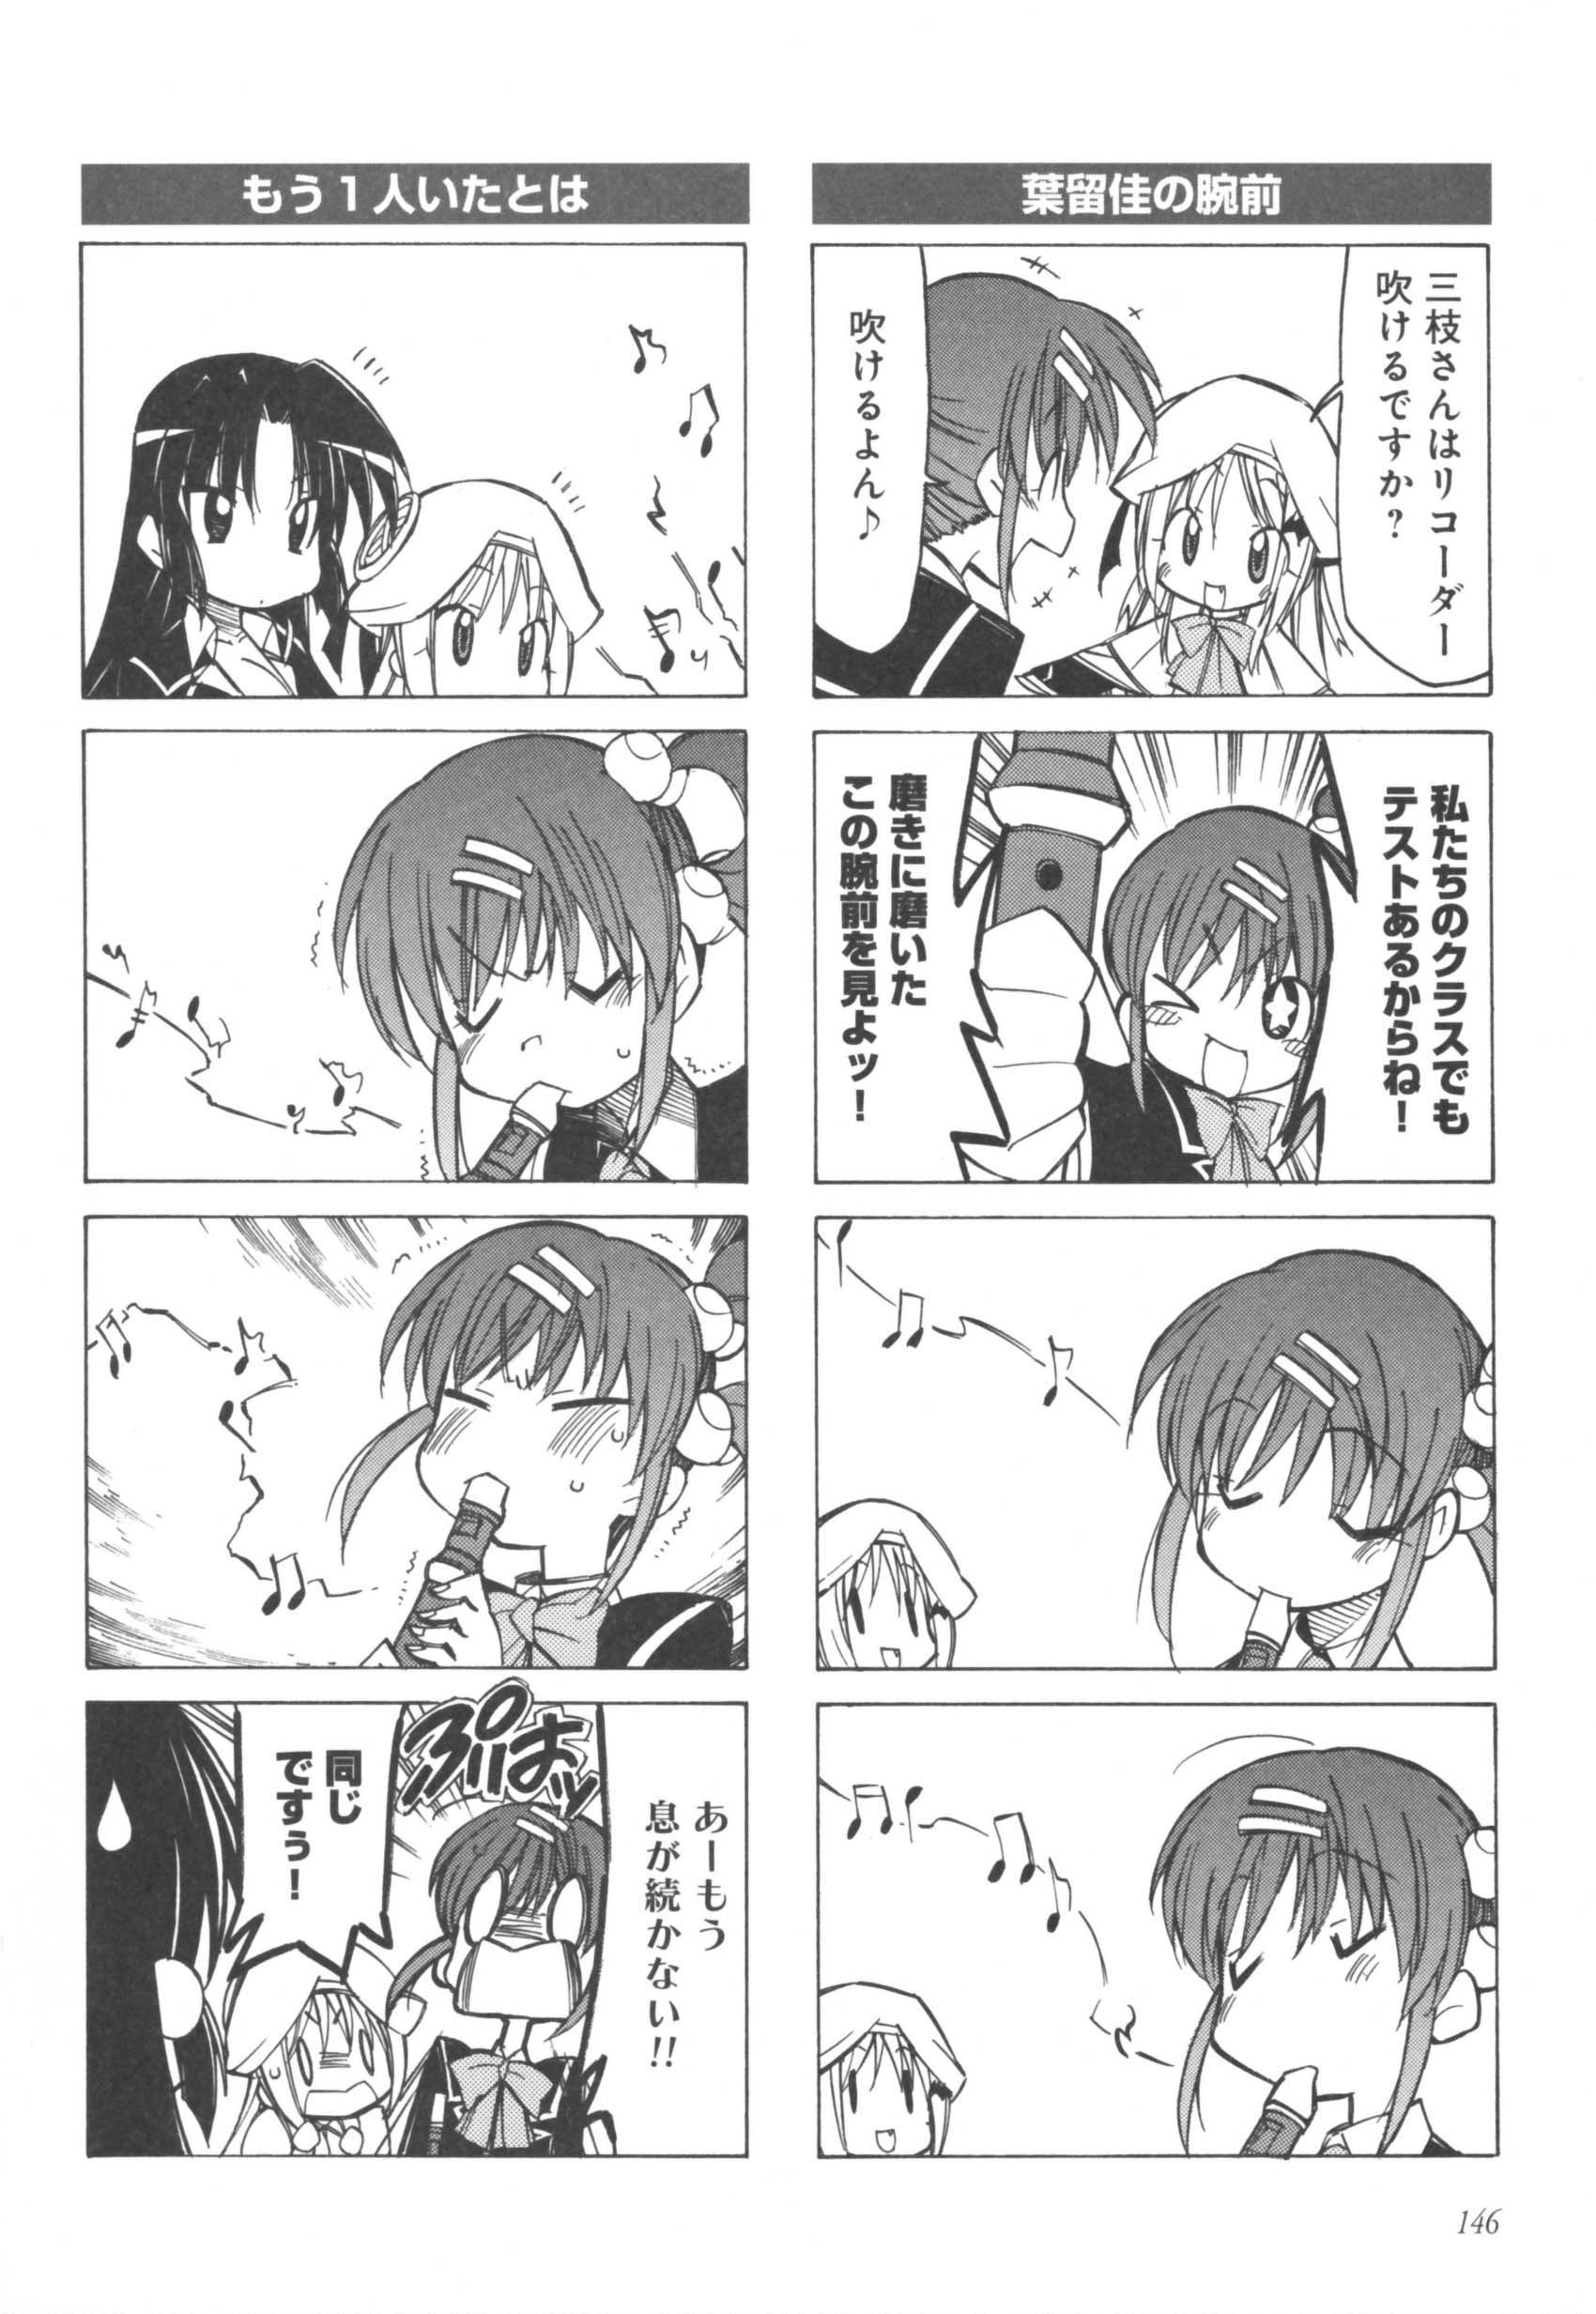 葉留佳の腕前
三枝さんはリコーダー
吹けるですか？
吹けるよん♪
私たちのクラスでも
テストあるからね！
磨きに磨いた
この腕前を見よッ！
もう１人いたとは
ぷはぁッ
あーもう
息が続かない!!
同じ
ですぅ！
146